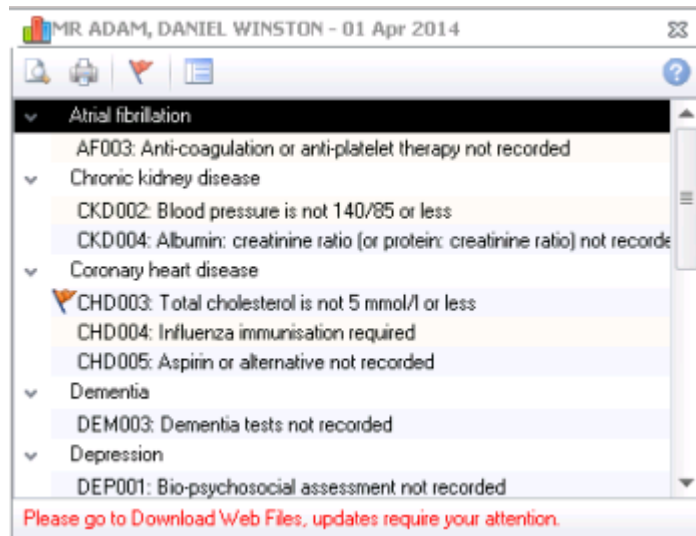 MR ADAM, DANIEL WINSTON - 01 Apr 2014
Atrial fibrillation
AF003: Anti-coagulation or anti-platelet therapy not recorded
Chronic kidney disease
CKD002: Blood pressure is not 140/85 or less
CKD004: Albumin: creatinine ratio (or protein: creatinine ratio) not recorde
Coronary heart disease
CHD003: Total cholesterol is not 5 mmol/l or less
CHD004: Influenza immunisation required
CHD005: Aspirin or alternative not recorded
Dementia
DEM003: Dementia tests not recorded
Depression
DEP001: Bio-psychosocial assessment not recorded
Please go to Download Web Files, updates require your attention.